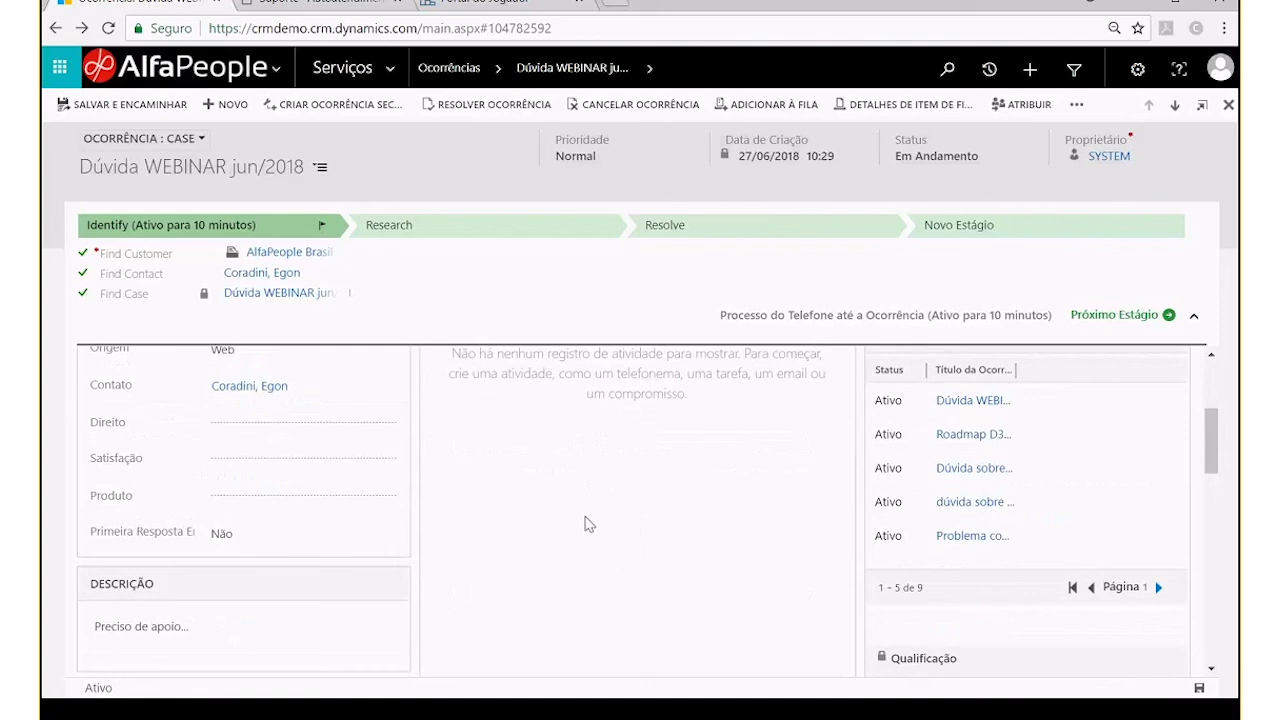 Seguro | https://crmdemo.crm.dynamics.com/main.aspx#104782592
AlfaPeople Serviços Ocorrências Dúvida WEBINAR ju...
SALVAR E ENCAMINHAR NOVO CRIAR OCORRÊNCIA SEC... RESOLVER OCORRÊNCIA CANCELAR OCORRÊNCIA ADICIONAR À FILA DETALHES DE ITEM DE FI... ATRIBUIR ...
OCORRÊNCIA : CASE
Dúvida WEBINAR jun/2018
Prioridade
Normal
Data de Criação
27/06/2018 10:29
Status
Em Andamento
Proprietário*
SYSTEM
Identify (Ativo para 10 minutos) Research Resolve Novo Estágio
*Find Customer AlfaPeople Brasil
Find Contact Coradini, Egon
Find Case Dúvida WEBINAR jun/
Processo do Telefone até a Ocorrência (Ativo para 10 minutos) Próximo Estágio
Origem Web
Contato Coradini, Egon
Direito
Satisfação
Produto
Primeira Resposta E Não
DESCRIÇÃO
Preciso de apoio...
Não há nenhum registro de atividade para mostrar. Para começar,
crie uma atividade, como um telefonema, uma tarefa, um email ou
um compromisso.
Status Título da Ocorr...
Ativo Dúvida WEBI...
Ativo Roadmap D3...
Ativo Dúvida sobre...
Ativo dúvida sobre ...
Ativo Problema co...
1 - 5 de 9 Página 1
Qualificação
Ativo